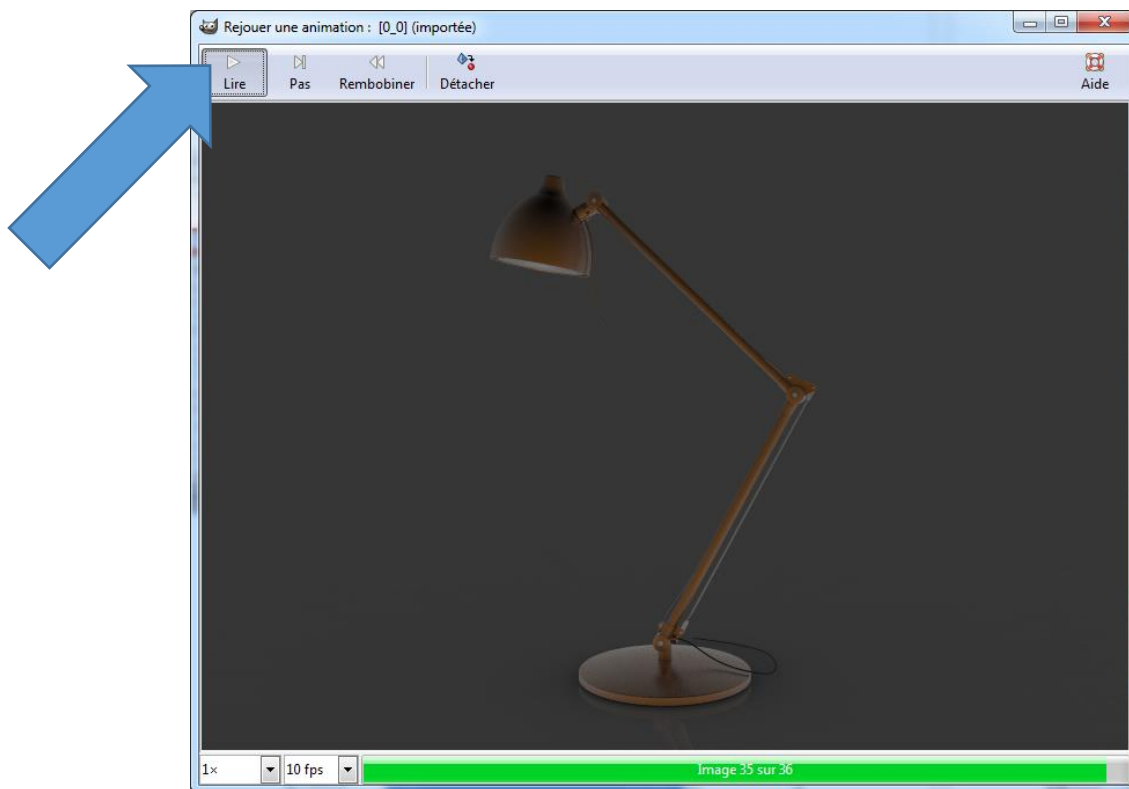 Rejouer une animation : [0_0] (importée)
Lire Pas Rembobiner Détacher Aide
1× 10 fps Image 35 sur 36